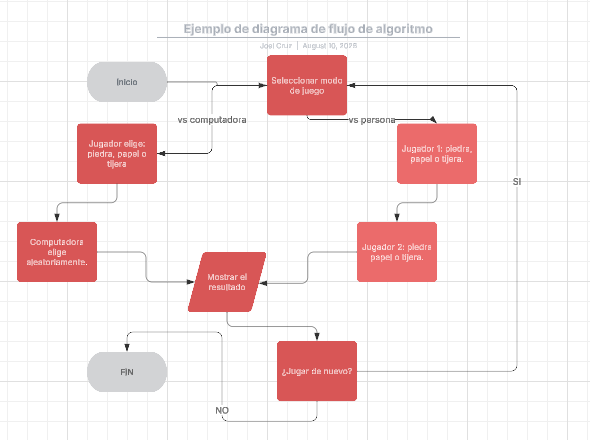 Ejemplo de diagrama de flujo de algoritmo
Joel Cruir | August 10, 2026
Inicio
Seleccionar modo
de juego
vs computadora
vs persona
Jugador elige:
piedra, papel o
tijera
Jugador 1: piedra,
papel o tijera.
SI
Computadora
elige
aleatoriamente.
Jugador 2: piedra
papel o tijera.
Mostrar el
resultado
FIN
¿Jugar de nuevo?
NO